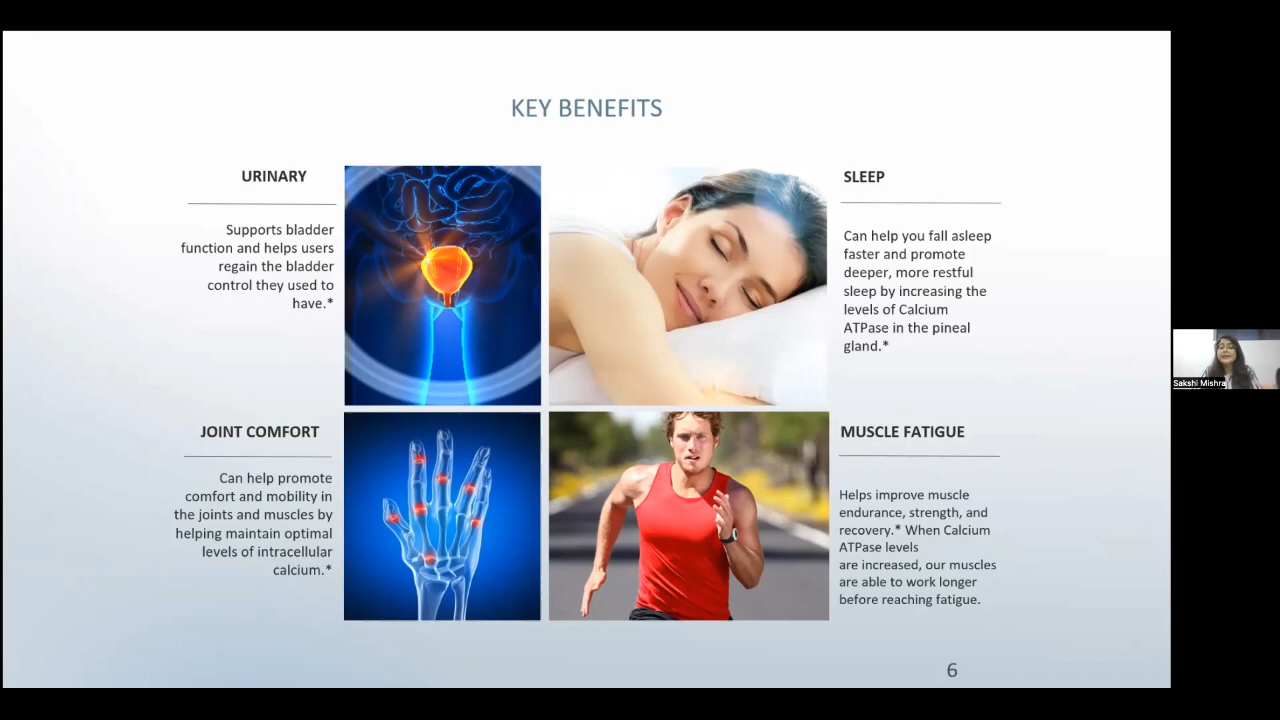 KEY BENEFITS
URINARY
Supports bladder
function and helps users
regain the bladder
control they used to
have.*
SLEEP
Can help you fall asleep
faster and promote
deeper, more restful
sleep by increasing the
levels of Calcium
ATPase in the pineal
gland.*
JOINT COMFORT
Can help promote
comfort and mobility in
the joints and muscles by
helping maintain optimal
levels of intracellular
calcium.*
MUSCLE FATIGUE
Helps improve muscle
endurance, strength, and
recovery.* When Calcium
ATPase levels
are increased, our muscles
are able to work longer
before reaching fatigue.
6
Sakshi Mishra